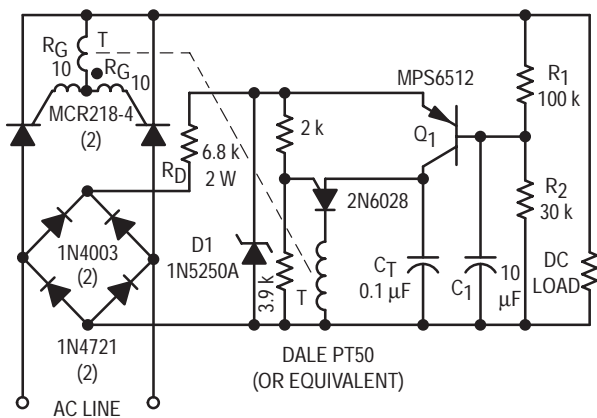 R_G
10
T
R_G 10
MCR218-4
(2)
6.8 k
2 W
R_D
1N4003
(2)
1N4721
(2)
AC LINE
D1
1N5250A
2 k
3.9 k
T
2N6028
MPS6512
Q_1
C_T
0.1 µF
C_1
10
µF
R_1
100 k
R_2
30 k
DC
LOAD
DALE PT50
(OR EQUIVALENT)